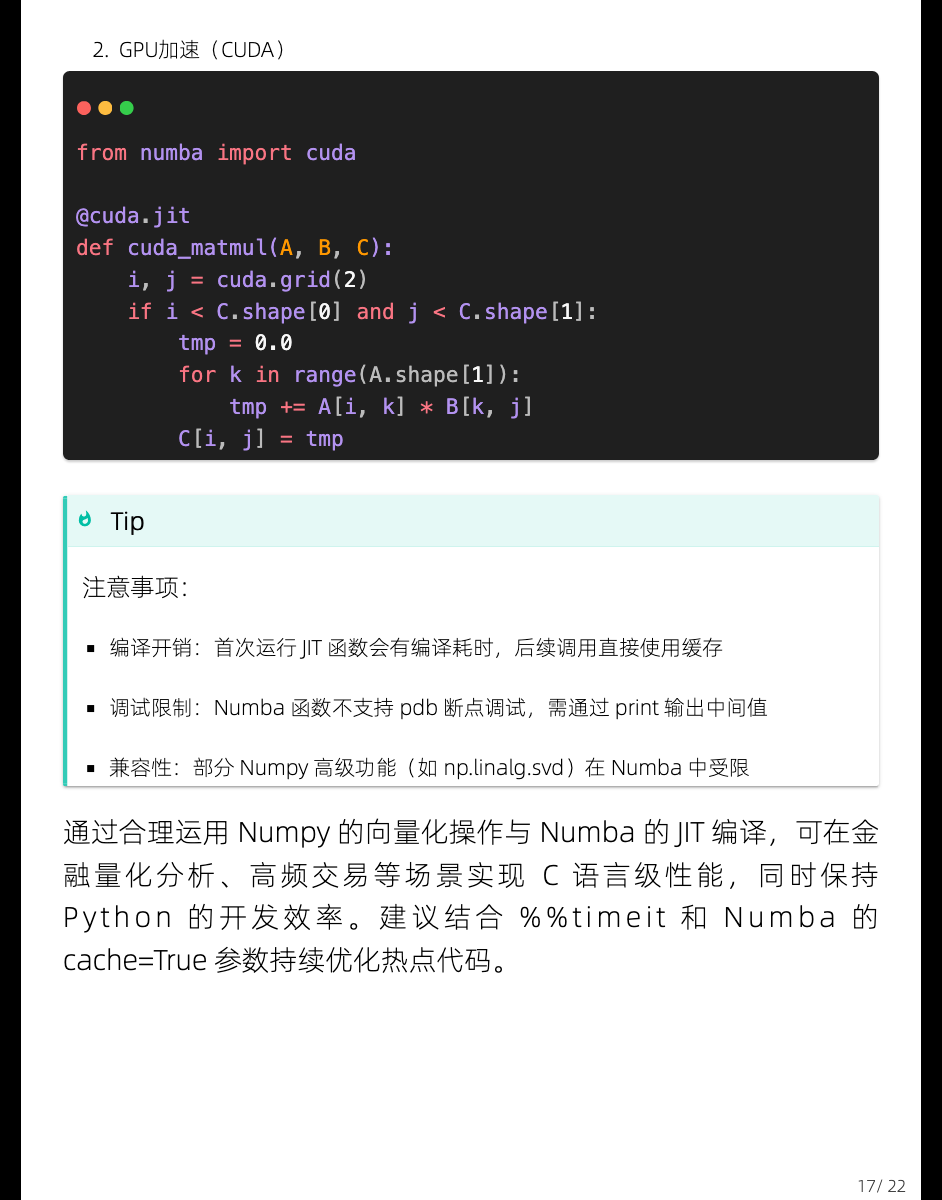 2. GPU加速（CUDA）
from numba import cuda
@cuda.jit
def cuda_matmul(A, B, C):
    i, j = cuda.grid(2)
    if i < C.shape[0] and j < C.shape[1]:
        tmp = 0.0
        for k in range(A.shape[1]):
            tmp += A[i, k] * B[k, j]
        C[i, j] = tmp
Tip
注意事项：
▪ 编译开销：首次运行 JIT 函数会有编译耗时，后续调用直接使用缓存
▪ 调试限制：Numba 函数不支持 pdb 断点调试，需通过 print 输出中间值
▪ 兼容性：部分 Numpy 高级功能（如 np.linalg.svd）在 Numba 中受限
通过合理运用 Numpy 的向量化操作与 Numba 的 JIT 编译，可在金
融量化分析、高频交易等场景实现 C 语言级性能，同时保持
Python 的开发效率。建议结合 %%timeit 和 Numba 的
cache=True 参数持续优化热点代码。
17/ 22